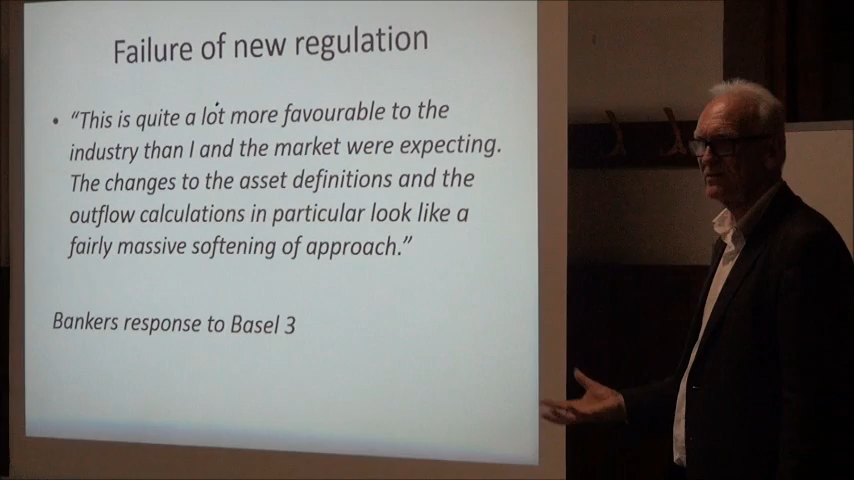 Failure of new regulation
• “This is quite a lot more favourable to the
industry than I and the market were expecting.
The changes to the asset definitions and the
outflow calculations in particular look like a
fairly massive softening of approach.”
Bankers response to Basel 3